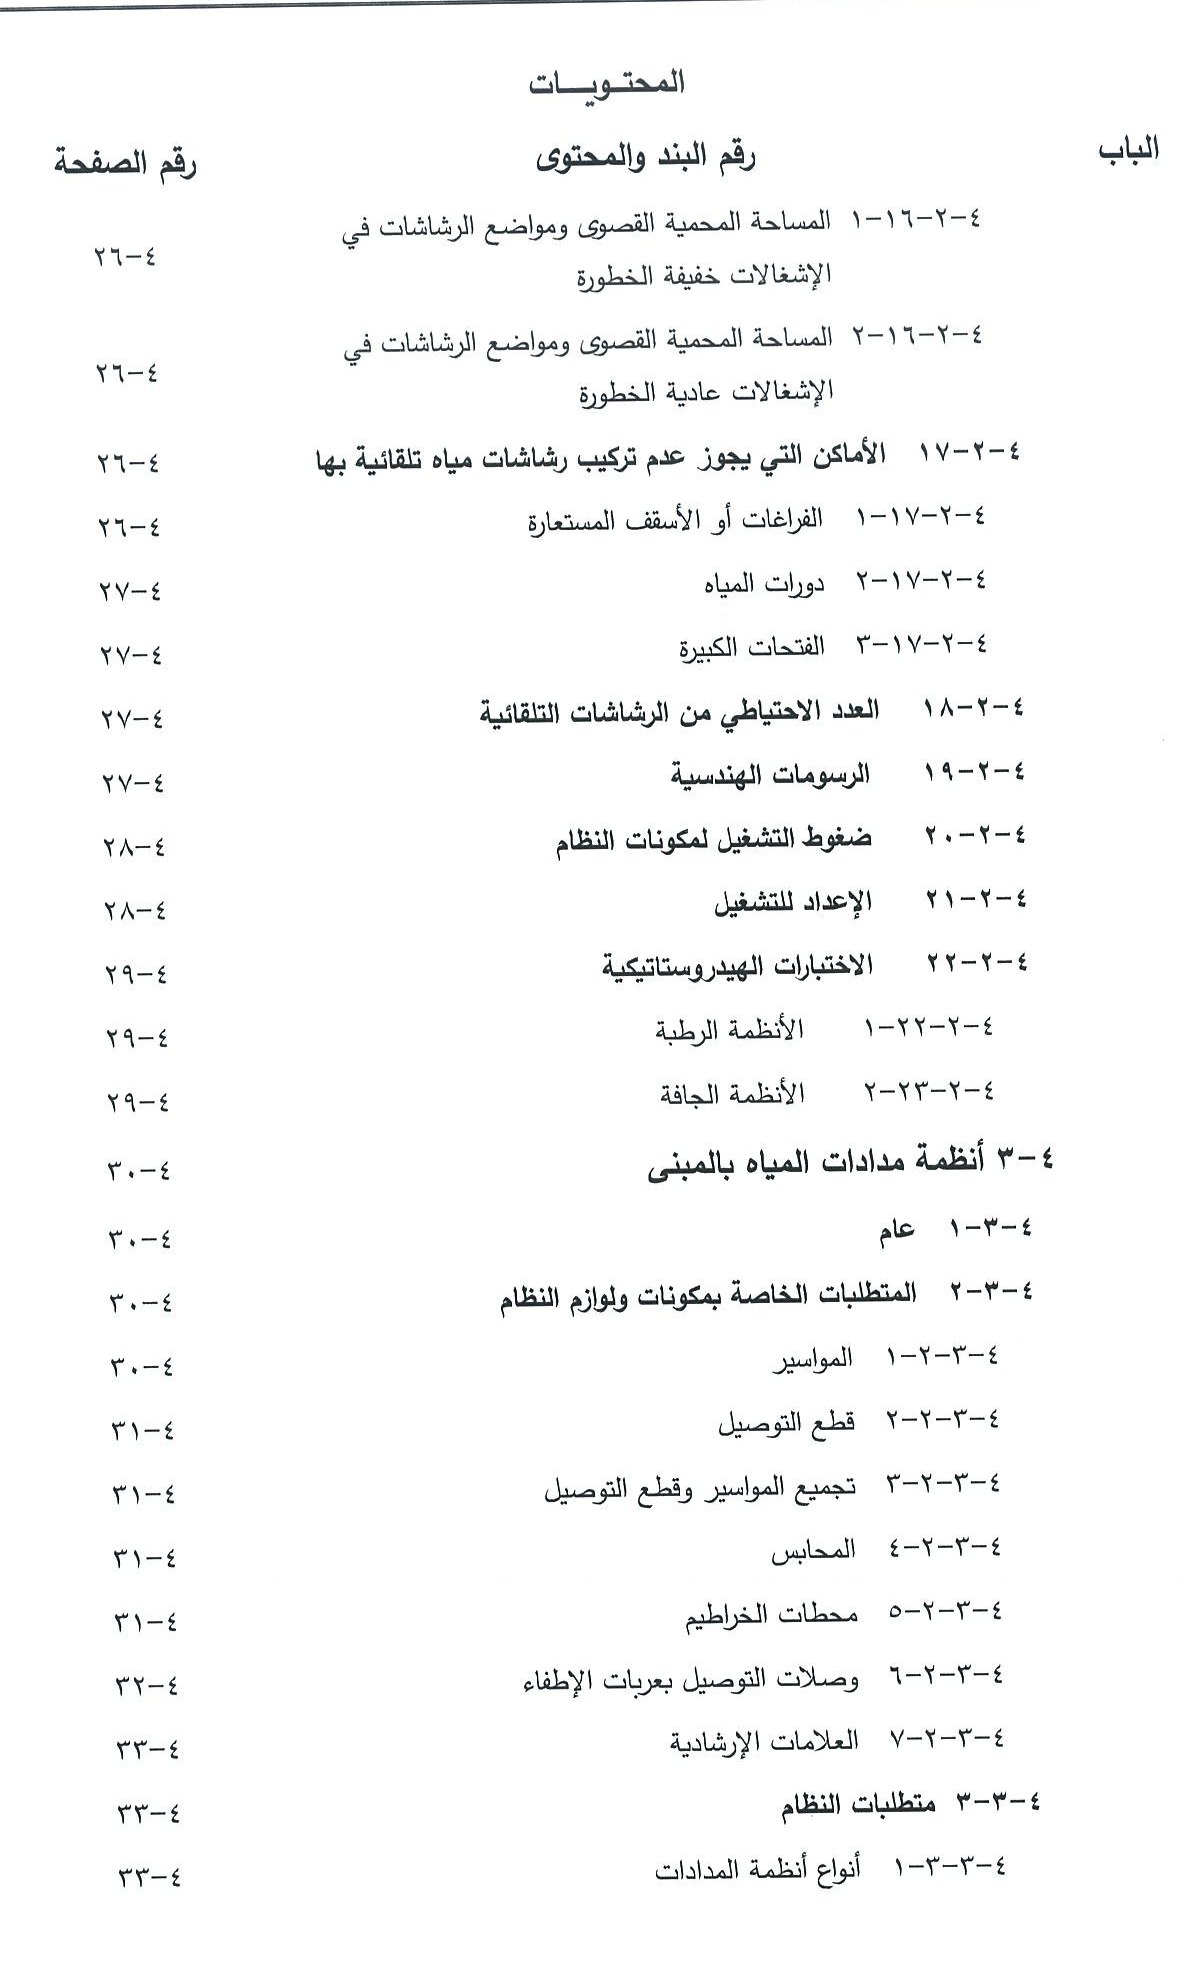 المحتـويـــات
الباب رقم البند والمحتوى رقم الصفحة
٤-٢-١٦-١ المساحة المحمية القصوى ومواضع الرشاشات في
الإشغالات خفيفة الخطورة ٤-٢٦
٤-٢-١٦-٢ المساحة المحمية القصوى ومواضع الرشاشات في
الإشغالات عادية الخطورة ٤-٢٦
٤-٢-١٧ الأماكن التي يجوز عدم تركيب رشاشات مياه تلقائية بها ٤-٢٦
٤-٢-١٧-١ الفراغات أو الأسقف المستعارة ٤-٢٦
٤-٢-١٧-٢ دورات المياه ٤-٢٧
٤-٢-١٧-٣ الفتحات الكبيرة ٤-٢٧
٤-٢-١٨ العدد الاحتياطي من الرشاشات التلقائية ٤-٢٧
٤-٢-١٩ الرسومات الهندسية ٤-٢٧
٤-٢-٢٠ ضغوط التشغيل لمكونات النظام ٤-٢٨
٤-٢-٢١ الإعداد للتشغيل ٤-٢٨
٤-٢-٢٢ الاختبارات الهيدروستاتيكية ٤-٢٩
٤-٢-٢٢-١ الأنظمة الرطبة ٤-٢٩
٤-٢-٢٣-٢ الأنظمة الجافة ٤-٢٩
٤-٣ أنظمة مدادات المياه بالمبنى ٤-٣٠
٤-٣-١ عام ٤-٣٠
٤-٣-٢ المتطلبات الخاصة بمكونات ولوازم النظام ٤-٣٠
٤-٣-٢-١ المواسير ٤-٣٠
٤-٣-٢-٢ قطع التوصيل ٤-٣١
٤-٣-٢-٣ تجميع المواسير وقطع التوصيل ٤-٣١
٤-٣-٢-٤ المحابس ٤-٣١
٤-٣-٢-٥ محطات الخراطيم ٤-٣١
٤-٣-٢-٦ وصلات التوصيل بعربات الإطفاء ٤-٣٢
٤-٣-٢-٧ العلامات الإرشادية ٤-٣٣
٤-٣-٣ متطلبات النظام ٤-٣٣
٤-٣-٣-١ أنواع أنظمة المدادات ٤-٣٣